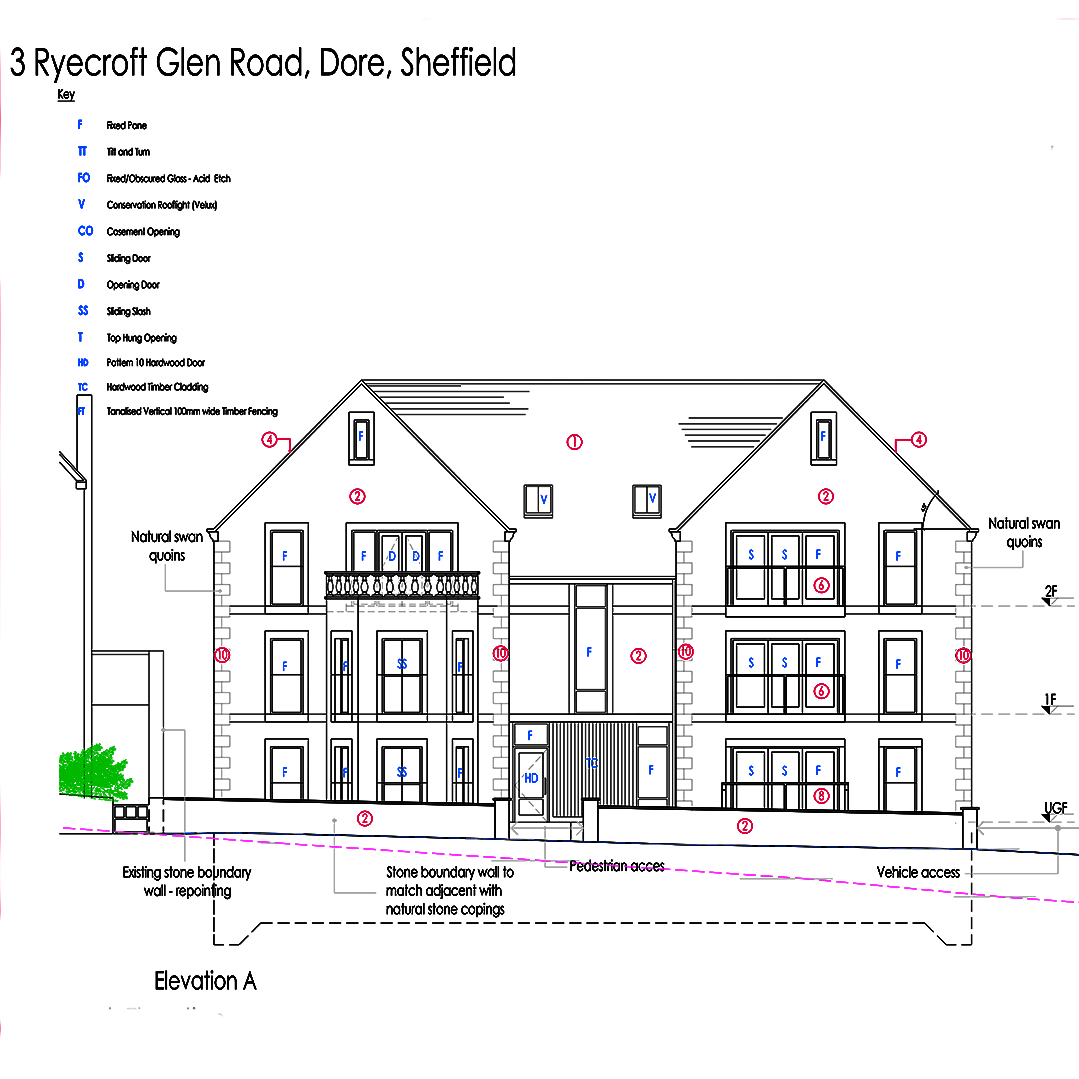 3 Ryecroft Glen Road, Dore, Sheffield
Key
F Fixed Pane
TT Tilt and Turn
FO Fixed/Obscured Glass - Acid Etch
V Conservation Rooflight (Velux)
CO Casement Opening
S Sliding Door
D Opening Door
SS Sliding Slash
T Top Hung Opening
HD Pattern 10 Hardwood Door
TC Hardwood Timber Cladding
FT Tanalised Vertical 100mm wide Timber Fencing
F F
4 1 4
2 V V 2
Natural swan
quoins
Natural swan
quoins
F F D D F S S F F
6
2F
F F SS F F 2 S S F F
10 10 10 10
6
1F
F F F SS F HD TC F S S F F
8
UGF
2 2
Existing stone boundary
wall - repointing
Stone boundary wall to
match adjacent with
natural stone copings
Pedestrian acces
Vehicle access
Elevation A